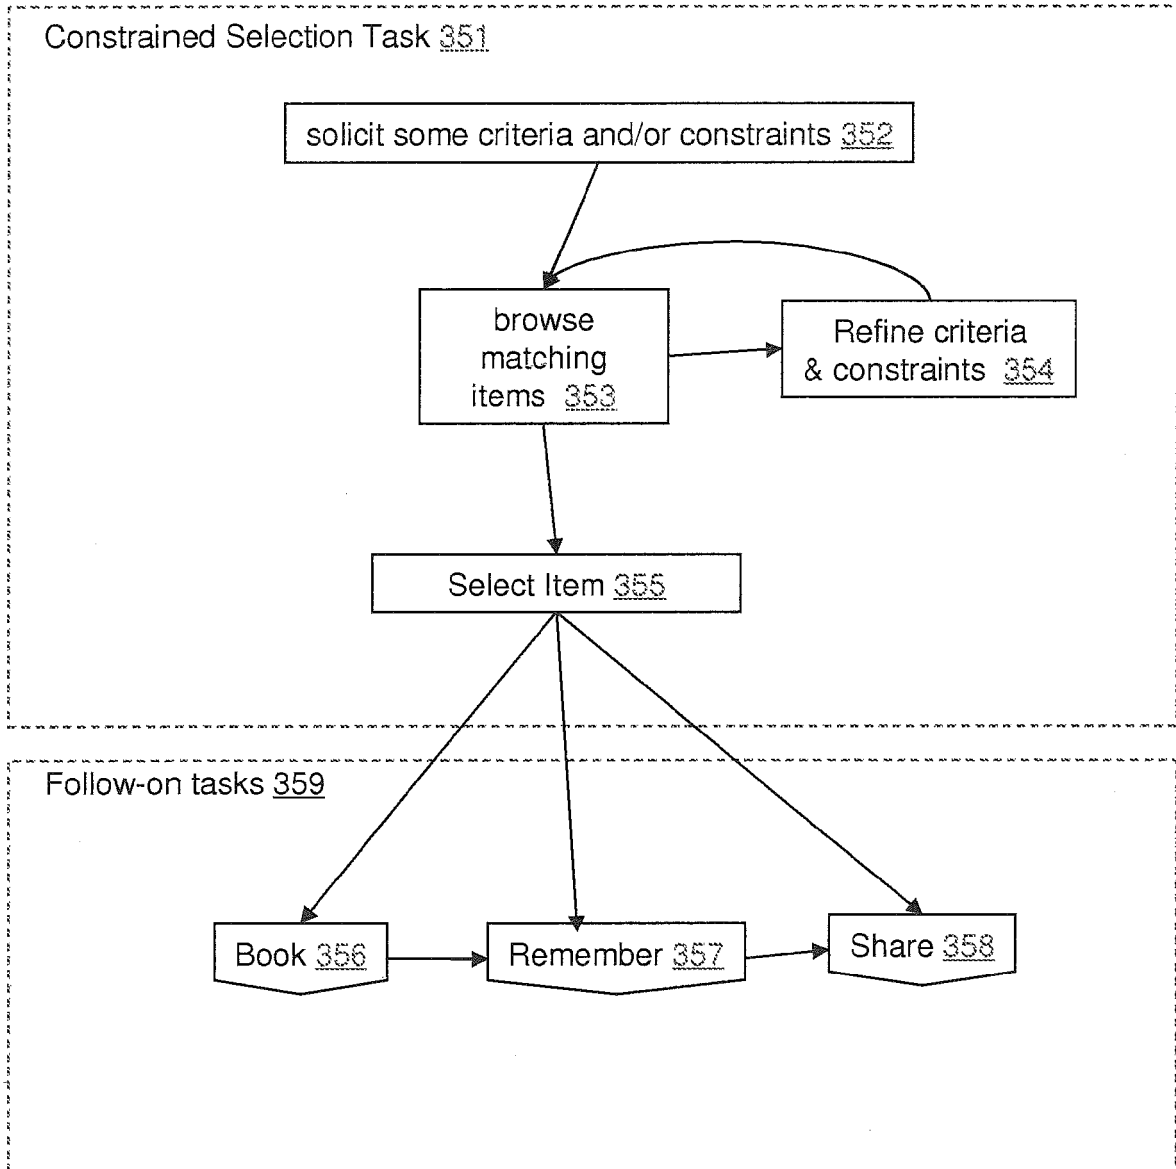 Constrained Selection Task 351
solicit some criteria and/or constraints 352
browse
matching
items 353
Refine criteria
& constraints 354
Select Item 355
Follow-on tasks 359
Book 356
Remember 357
Share 358